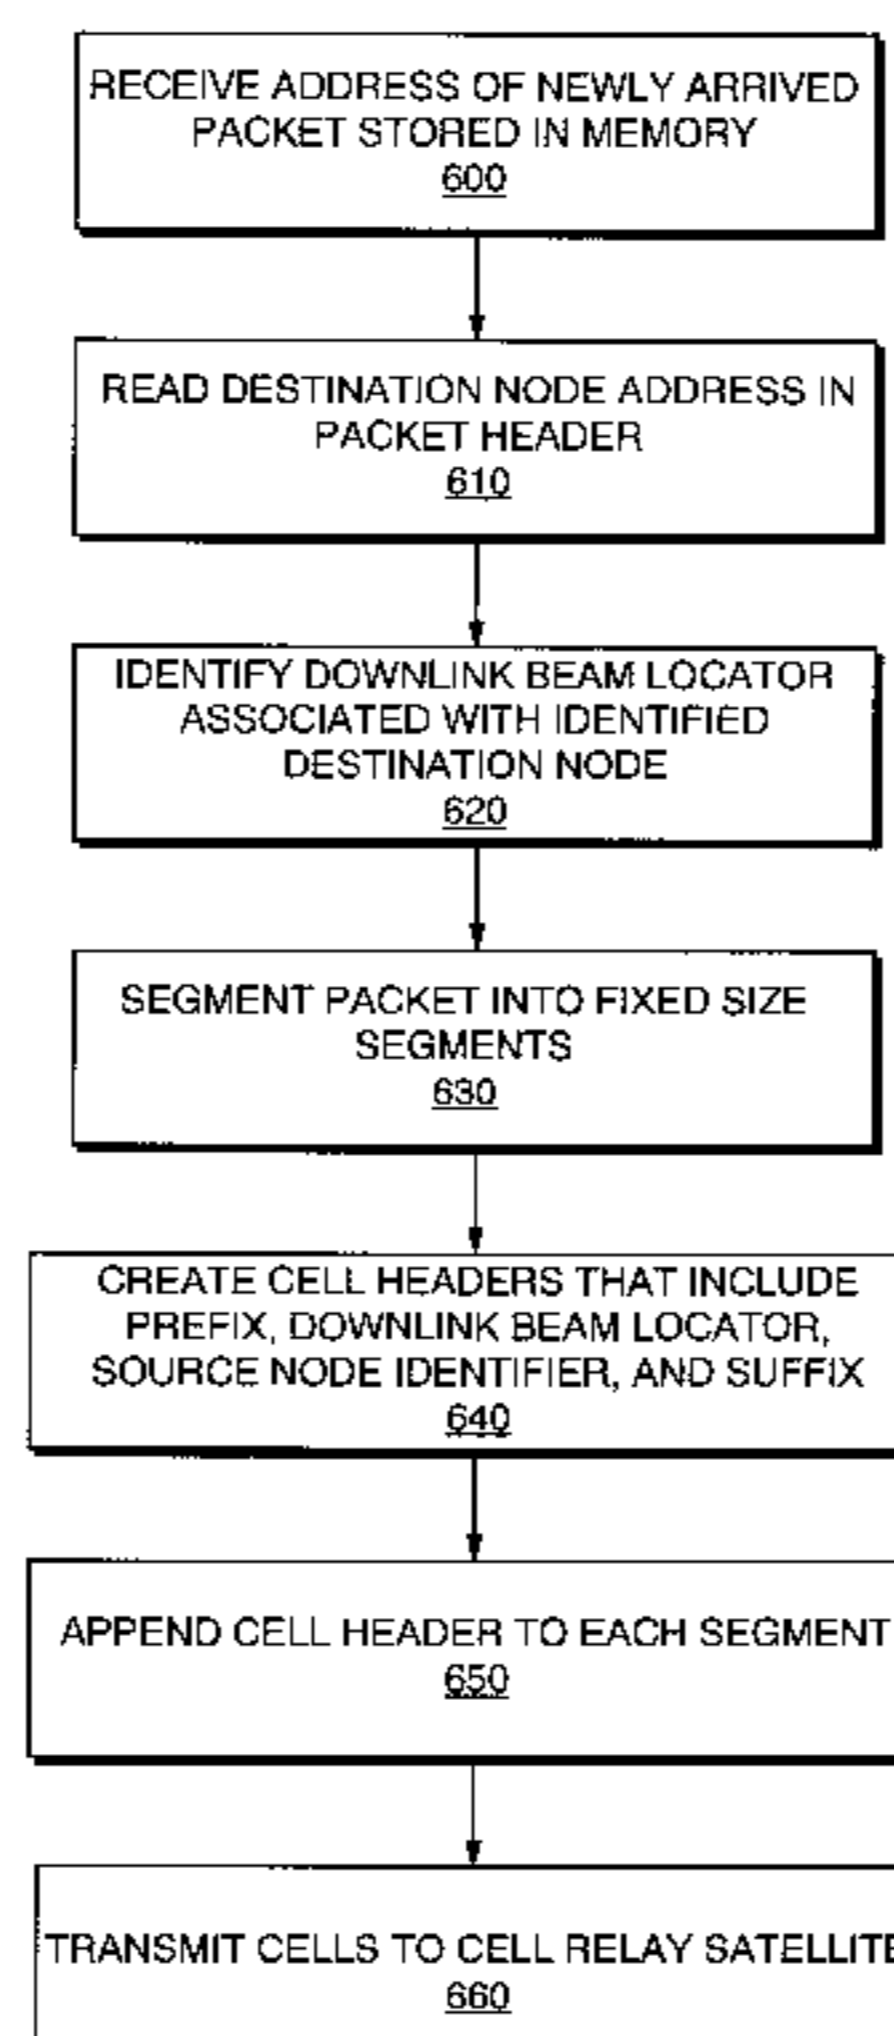 RECEIVE ADDRESS OF NEWLY ARRIVED
PACKET STORED IN MEMORY
600
READ DESTINATION NODE ADDRESS IN
PACKET HEADER
610
IDENTIFY DOWNLINK BEAM LOCATOR
ASSOCIATED WITH IDENTIFIED
DESTINATION NODE
620
SEGMENT PACKET INTO FIXED SIZE
SEGMENTS
630
CREATE CELL HEADERS THAT INCLUDE
PREFIX, DOWNLINK BEAM LOCATOR,
SOURCE NODE IDENTIFIER, AND SUFFIX
640
APPEND CELL HEADER TO EACH SEGMENT
650
TRANSMIT CELLS TO CELL RELAY SATELLITE
660